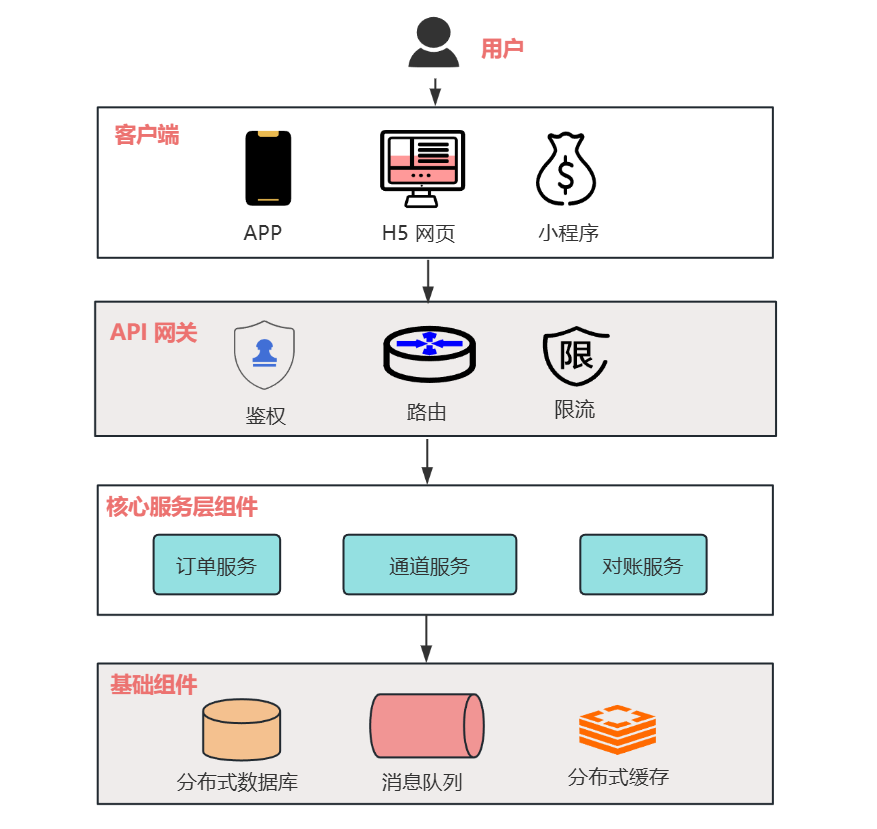 用户
客户端
APP
H5 网页
小程序
$
API 网关
限
鉴权
路由
限流
核心服务层组件
订单服务
通道服务
对账服务
基础组件
分布式数据库
消息队列
分布式缓存